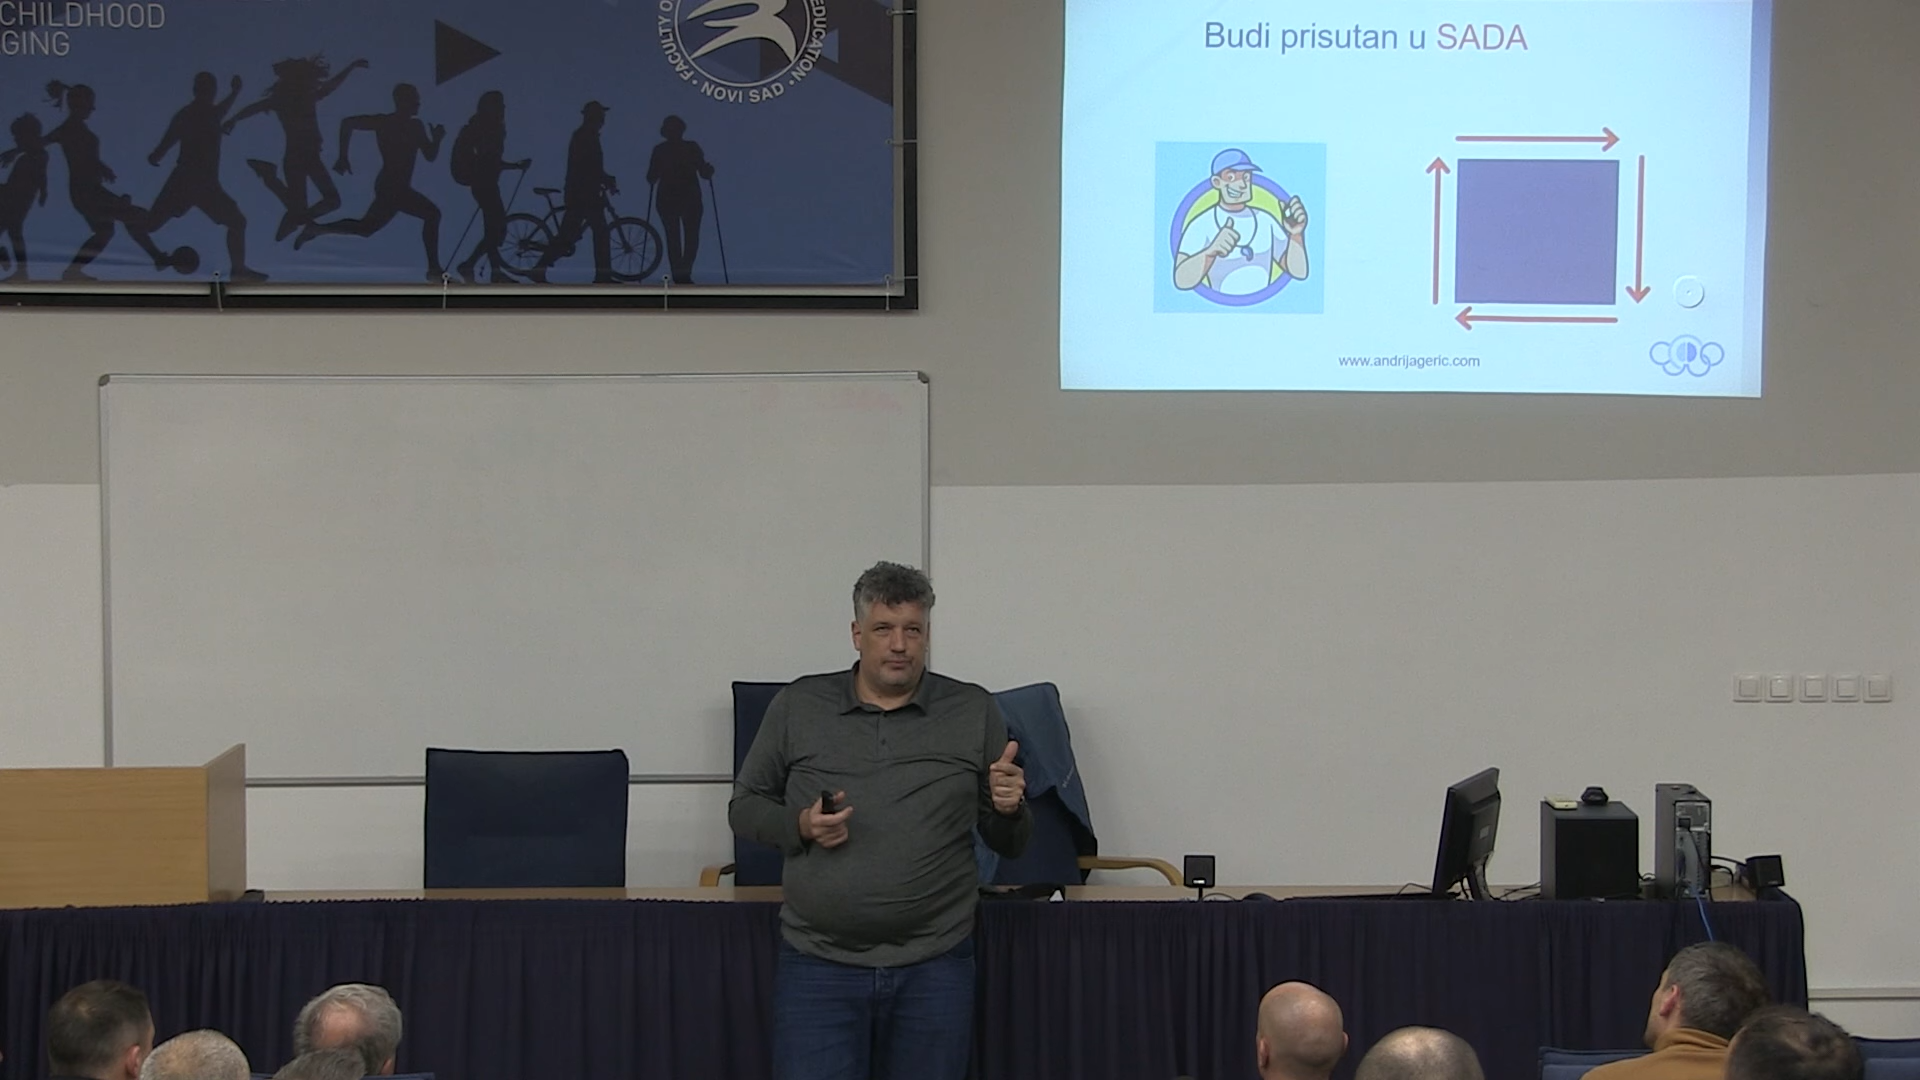 CHILDHOOD
GING
FACULTY O
EDUCATION
• NOVI SAD •
Budi prisutan u SADA
www.andrijageric.com